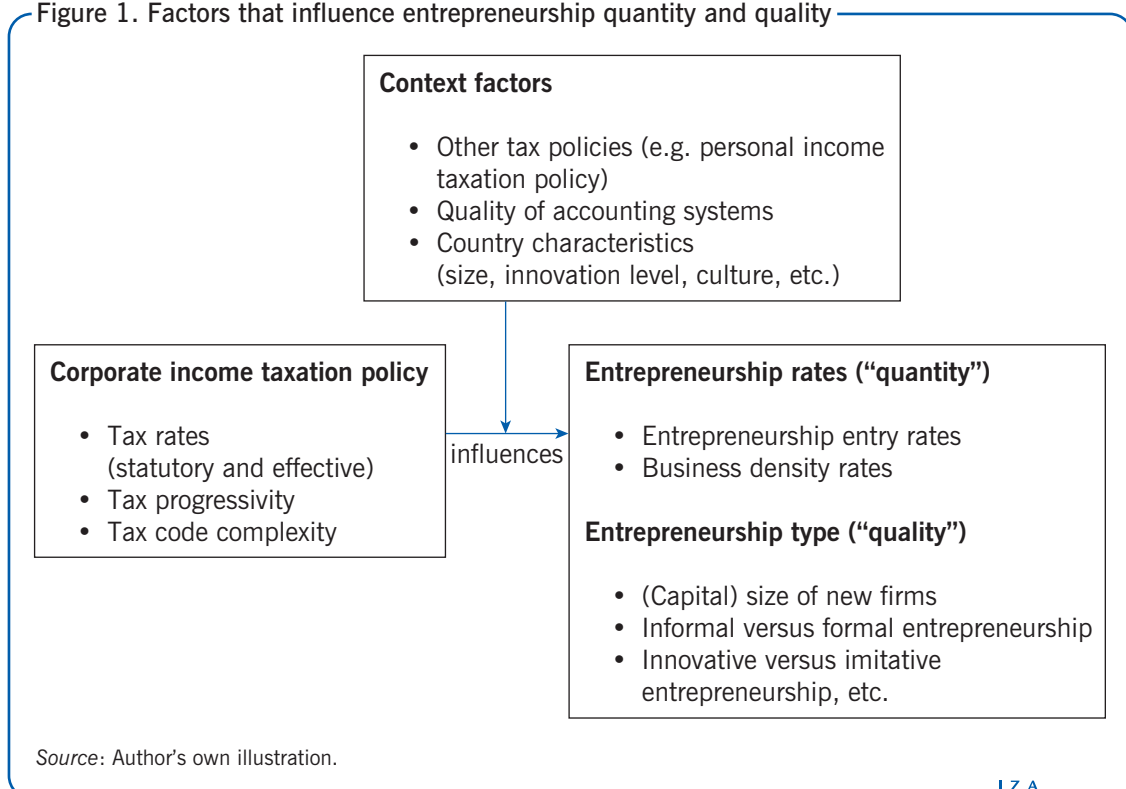 Figure 1. Factors that influence entrepreneurship quantity and quality
Context factors
• Other tax policies (e.g. personal income
taxation policy)
• Quality of accounting systems
• Country characteristics
(size, innovation level, culture, etc.)
Corporate income taxation policy
• Tax rates
(statutory and effective)
• Tax progressivity
• Tax code complexity
influences
Entrepreneurship rates (“quantity”)
• Entrepreneurship entry rates
• Business density rates
Entrepreneurship type (“quality”)
• (Capital) size of new firms
• Informal versus formal entrepreneurship
• Innovative versus imitative
entrepreneurship, etc.
Source: Author's own illustration.
I Z A